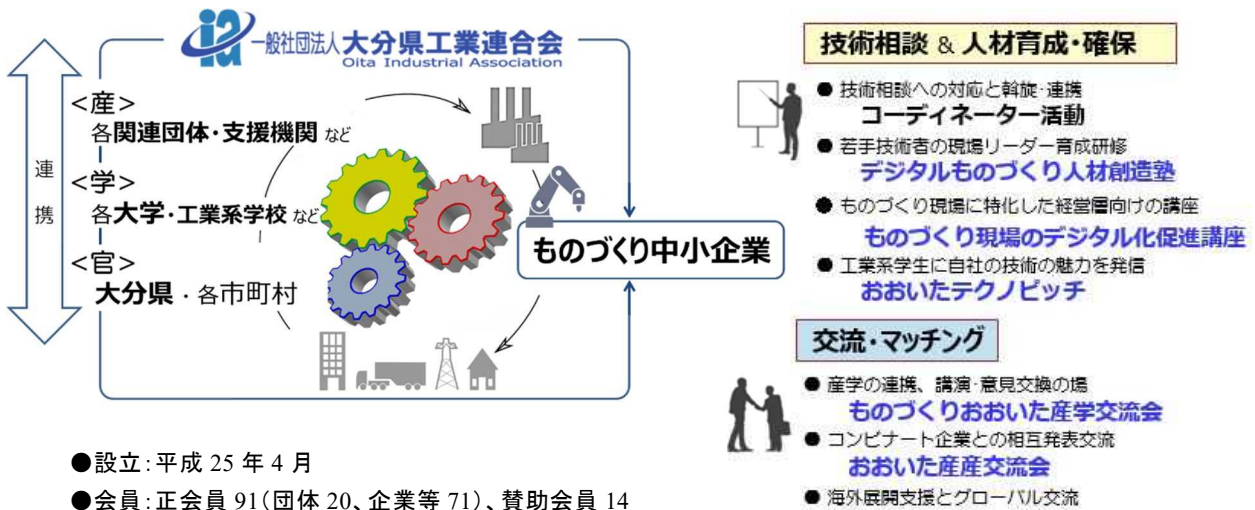 一般社団法人 大分県工業連合会
Oita Industrial Association
連携
<産>
各関連団体・支援機関 など
<学>
各大学・工業系学校 など
<官>
大分県・各市町村
ものづくり中小企業
●設立:平成 25 年 4 月
●会員:正会員 91(団体 20、企業等 71)、賛助会員 14
技術相談 & 人材育成・確保
● 技術相談への対応と斡旋・連携
コーディネーター活動
● 若手技術者の現場リーダー育成研修
デジタルものづくり人材創造塾
● ものづくり現場に特化した経営層向けの講座
ものづくり現場のデジタル化促進講座
● 工業系学生に自社の技術の魅力を発信
おおいたテクノピッチ
交流・マッチング
● 産学の連携、講演・意見交換の場
ものづくりおおいた産学交流会
● コンビナート企業との相互発表交流
おおいた産産交流会
● 海外展開支援とグローバル交流